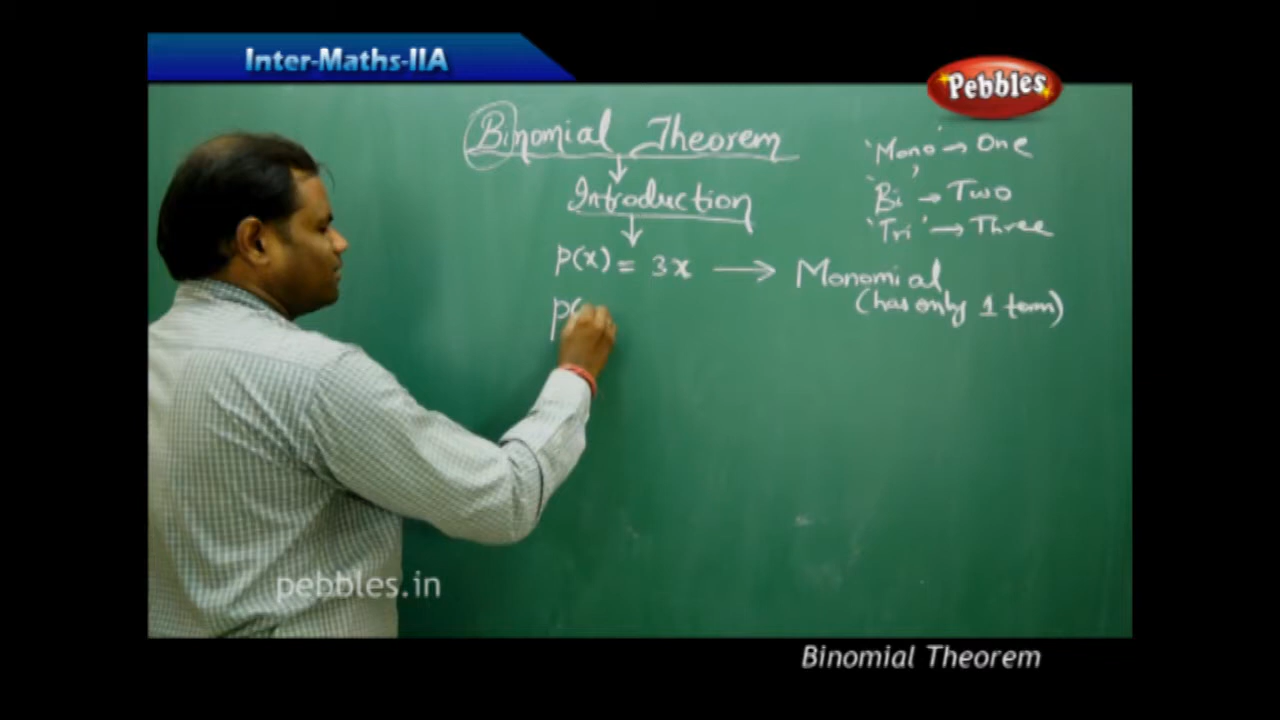 Inter-Maths-IIA
Pebbles
Binomial Theorem
Introduction
'Mono' → One
'Bi' → Two
'Tri' → Three
P(x) = 3x → Monomial
(has only 1 term)
P(
pebbles.in
Binomial Theorem